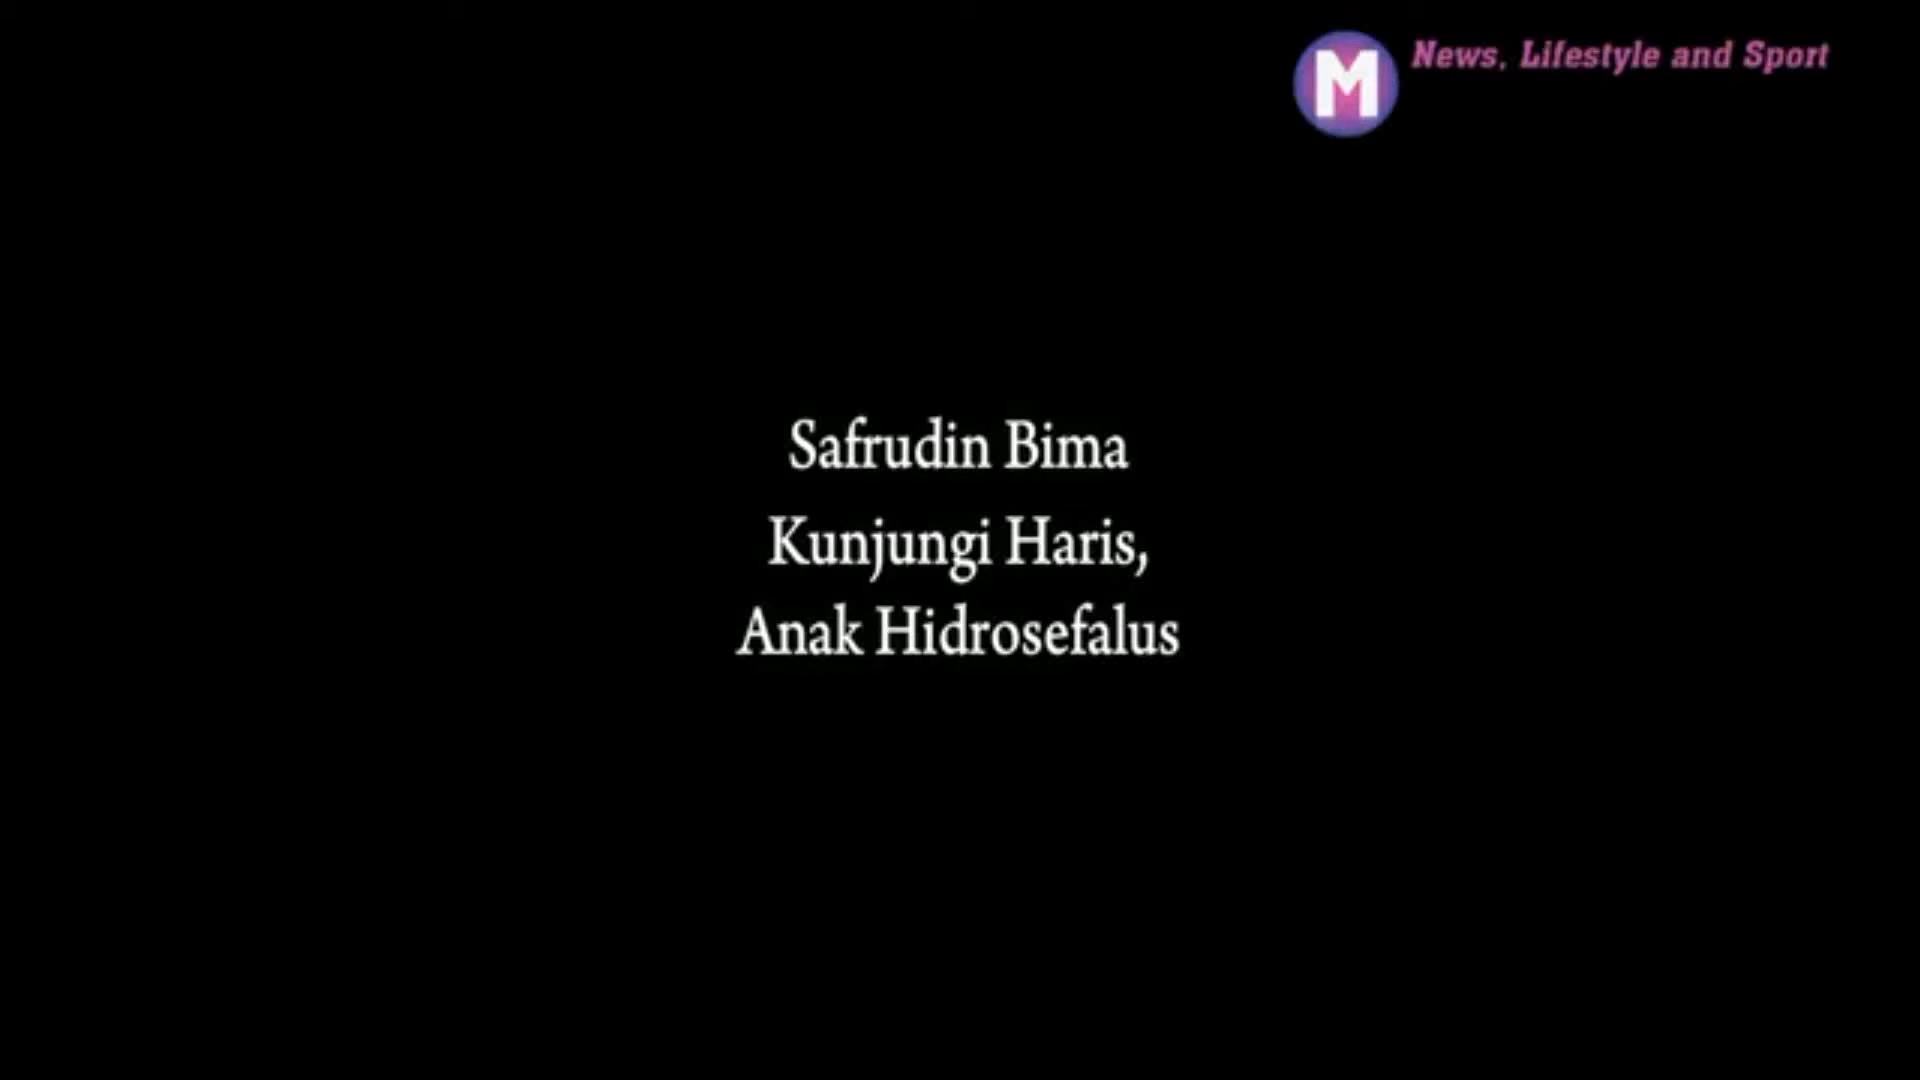 M News, Lifestyle and Sport
Safrudin Bima
Kunjungi Haris,
Anak Hidrosefalus